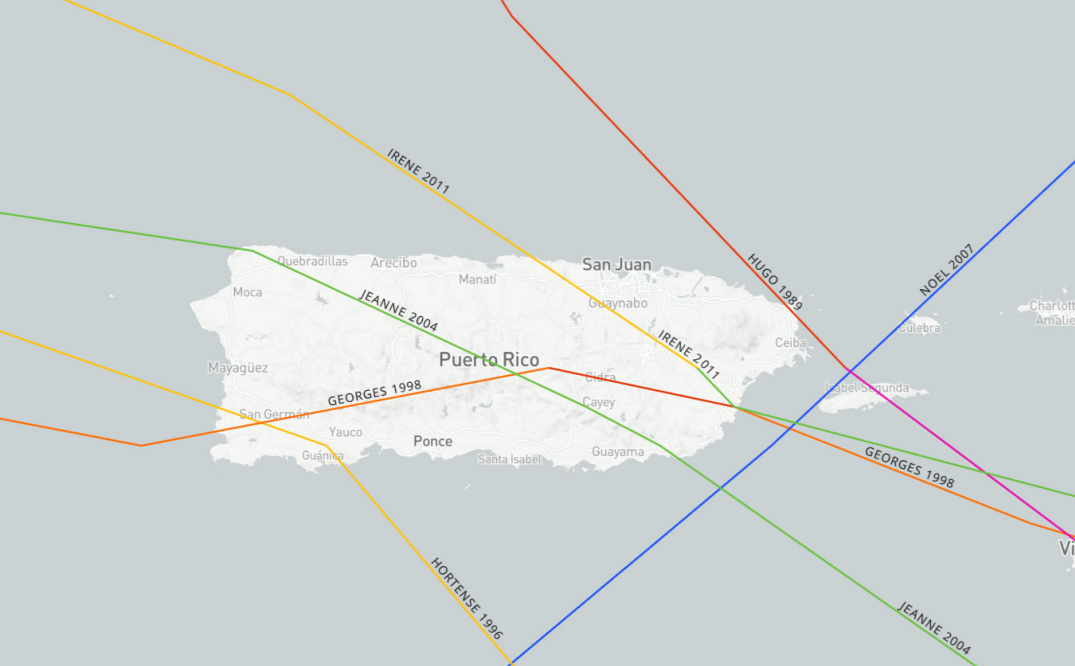 IRENE 2011
HUGO 1989
NOEL 2007
Quebradillas
Arecibo
San Juan
Manatí
Moca
Guaynabo
JEANNE 2004
Culebra
Charlott
Amalie
IRENE 2011
Ceiba
Puerto Rico
Mayagüez
Cidra
Isabel Segunda
GEORGES 1998
Cayey
San Germán
Yauco
Ponce
Guánica
Santa Isabel
Guayama
GEORGES 1998
Vi
HORTENSE 1996
JEANNE 2004